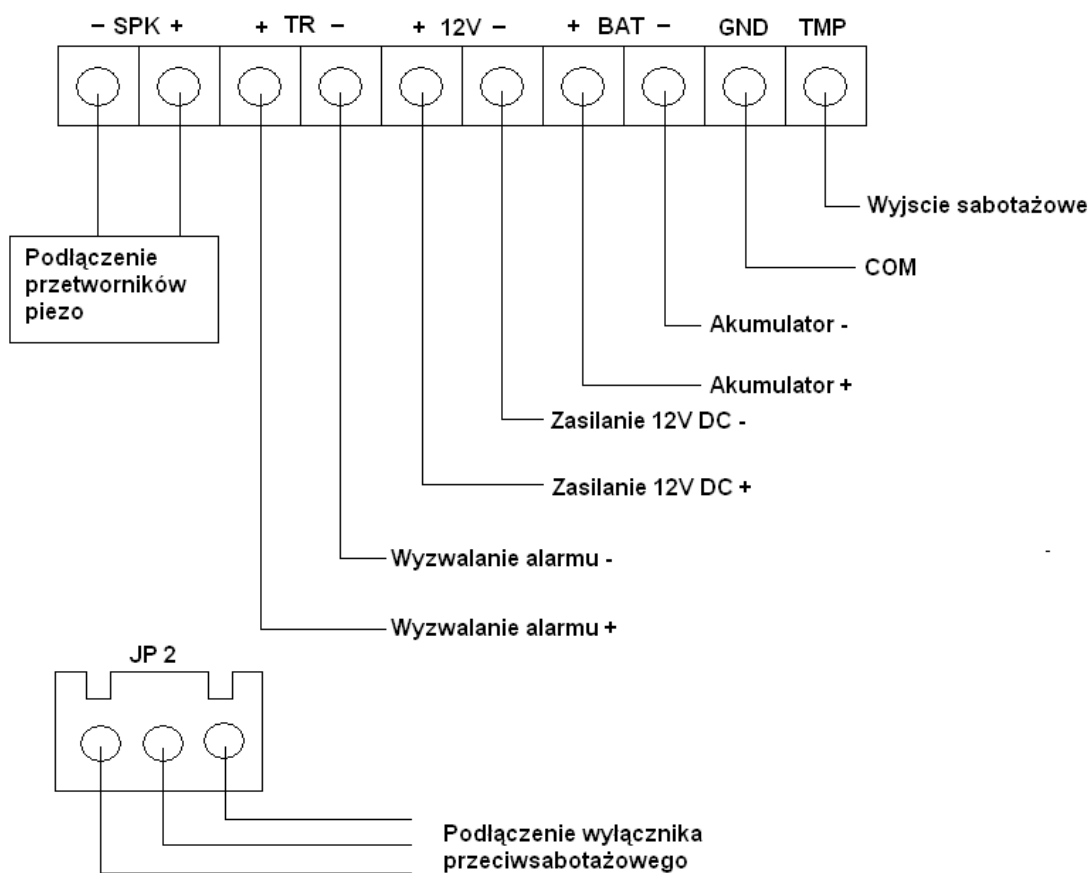 − SPK + + TR − + 12V − + BAT − GND TMP
Wyjscie sabotażowe
Podłączenie
przetworników
piezo
COM
Akumulator -
Akumulator +
Zasilanie 12V DC -
Zasilanie 12V DC +
Wyzwalanie alarmu -
Wyzwalanie alarmu +
JP 2
Podłączenie wyłącznika
przeciwsabotażowego